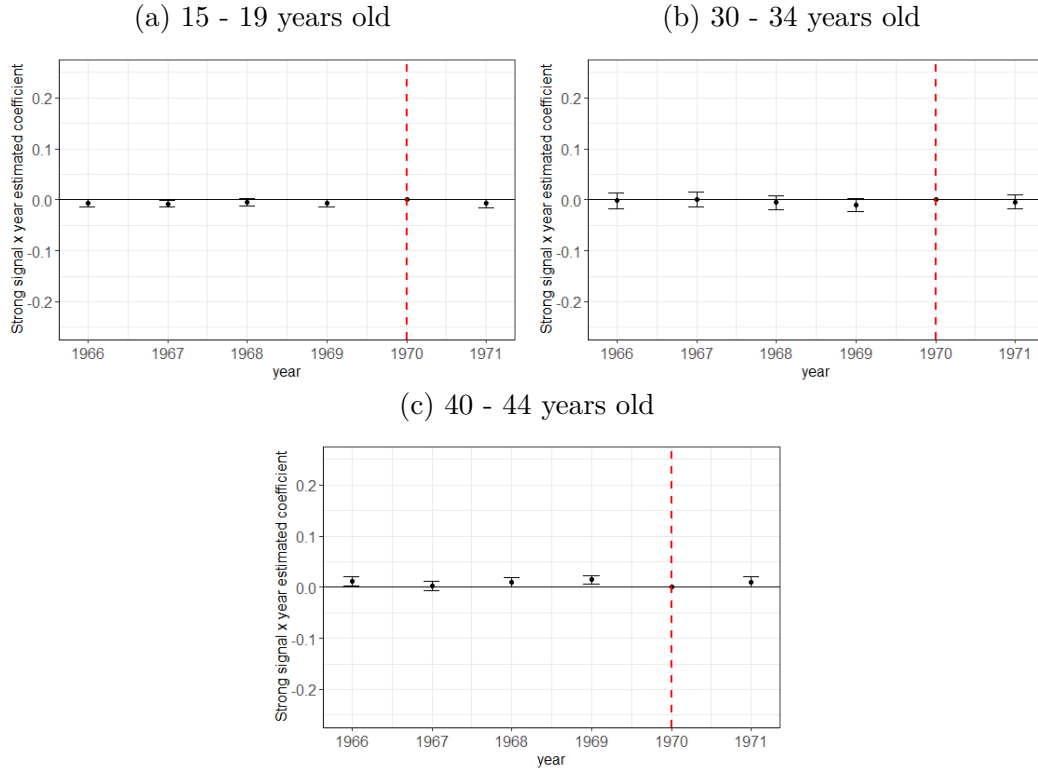 (a) 15 - 19 years old
Strong signal x year estimated coefficient
0.2
0.1
0.0
-0.1
-0.2
1966 1967 1968 1969 1970 1971
year
(b) 30 - 34 years old
Strong signal x year estimated coefficient
0.2
0.1
0.0
-0.1
-0.2
1966 1967 1968 1969 1970 1971
year
(c) 40 - 44 years old
Strong signal x year estimated coefficient
0.2
0.1
0.0
-0.1
-0.2
1966 1967 1968 1969 1970 1971
year